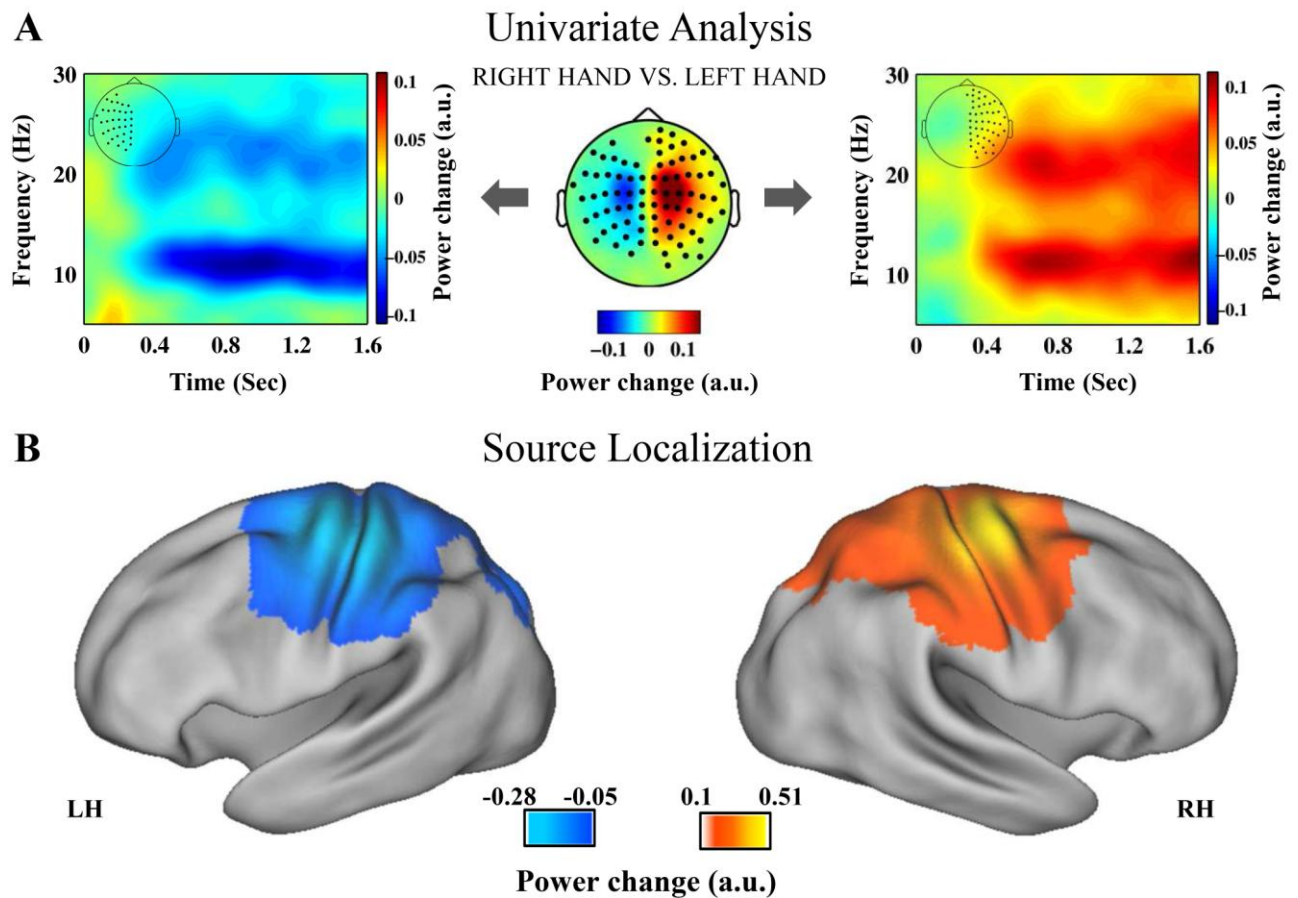 A
Univariate Analysis
RIGHT HAND VS. LEFT HAND
Frequency (Hz)
30
20
10
0
0.4
0.8
1.2
1.6
Time (Sec)
0.1
0.05
0
-0.05
-0.1
Power change (a.u.)
−0.1 0 0.1
Power change (a.u.)
Frequency (Hz)
30
20
10
0
0.4
0.8
1.2
1.6
Time (Sec)
0.1
0.05
0
-0.05
-0.1
Power change (a.u.)
B
Source Localization
LH
-0.28 -0.05
0.1 0.51
RH
Power change (a.u.)